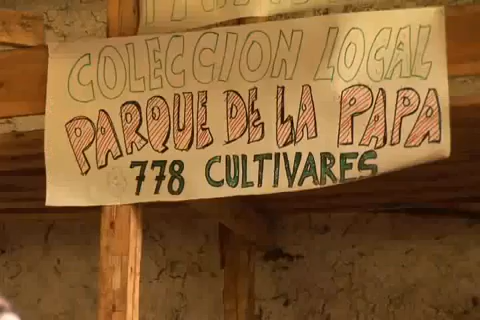 COLECCION LOCAL
PARQUE DE LA PAPA
778 CULTIVARES